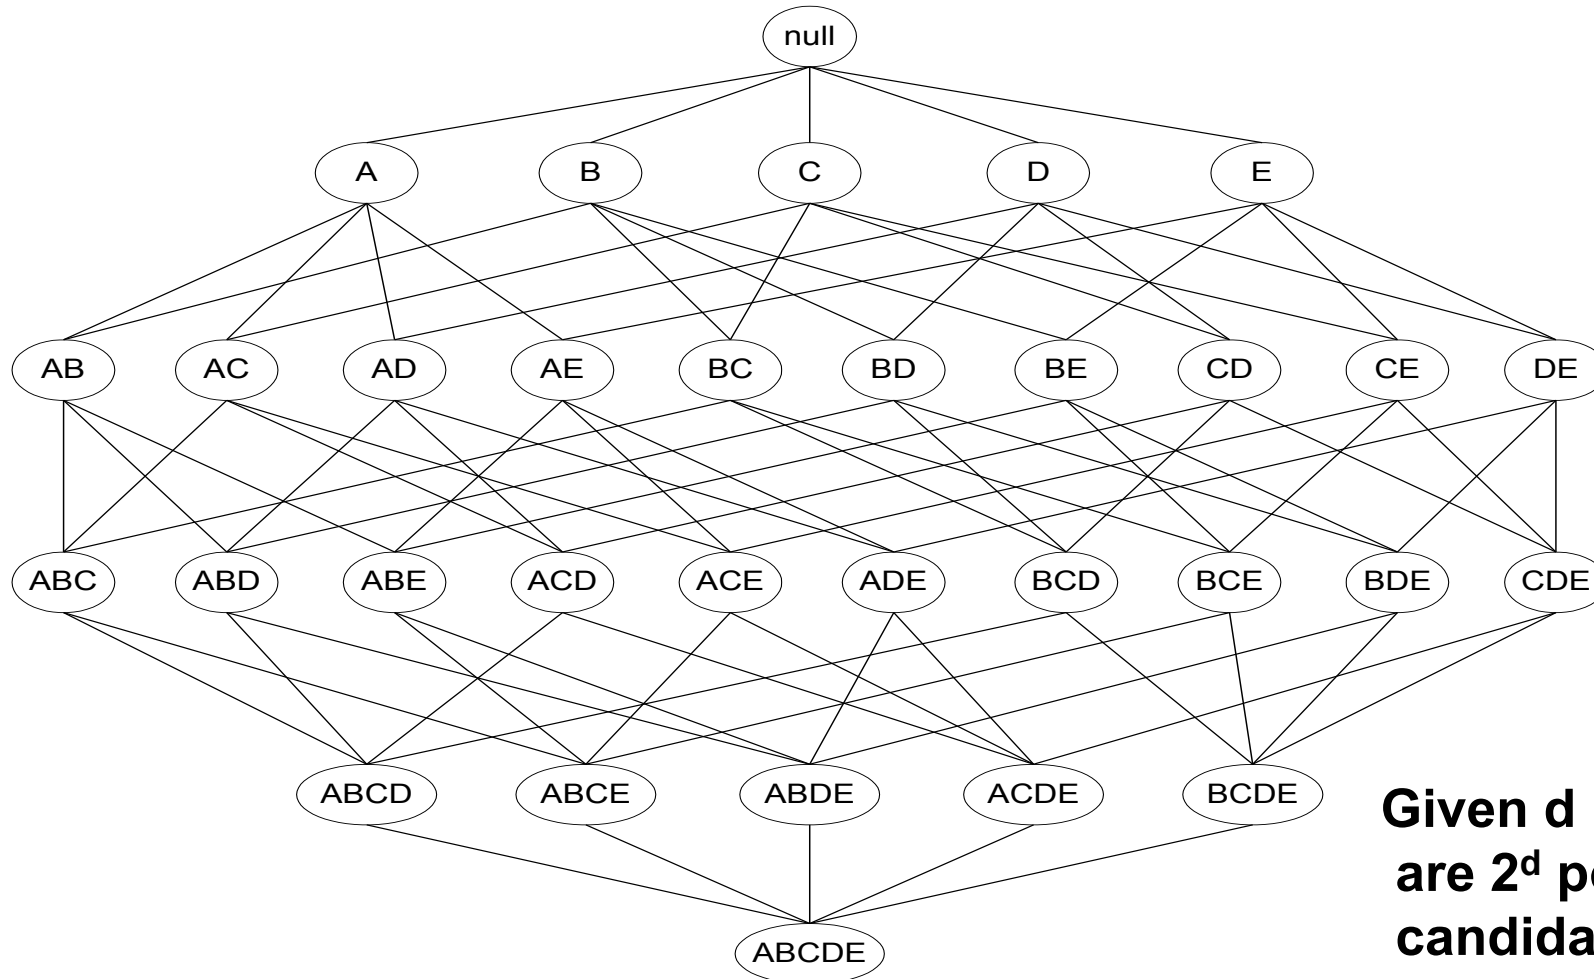 null
A B C D E
AB AC AD AE BC BD BE CD CE DE
ABC ABD ABE ACD ACE ADE BCD BCE BDE CDE
ABCD ABCE ABDE ACDE BCDE
Given d
are 2ᵈ
ABCDE